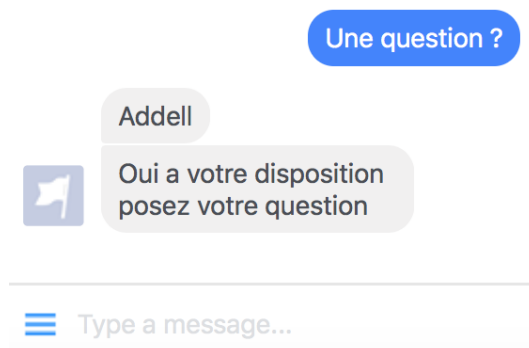 Une question ?
Addell
Oui a votre disposition
posez votre question
Type a message...